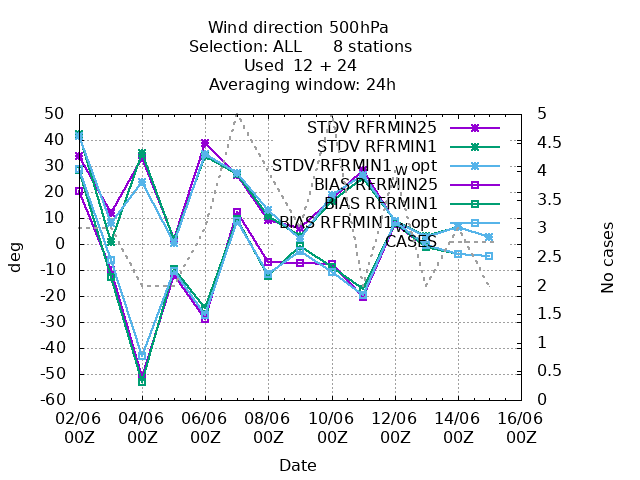 Wind direction 500hPa
Selection: ALL 8 stations
Used 12 + 24
Averaging window: 24h
50 5
40 4.5
30 4
20 3.5
10 3
0 2.5
-10 2
-20 1.5
-30 1
-40 0.5
-50 0
-60
deg
No cases
STDV RFRMIN25
STDV RFRMIN1
STDV RFRMIN1_w opt
BIAS RFRMIN25
BIAS RFRMIN1
BIAS RFRMIN1_w opt
CASES
02/06 04/06 06/06 08/06 10/06 12/06 14/06 16/06
00Z 00Z 00Z 00Z 00Z 00Z 00Z 00Z
Date